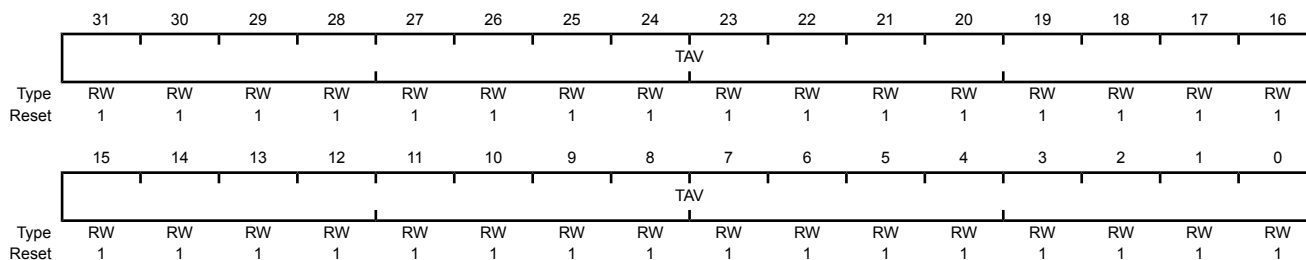 31 30 29 28 27 26 25 24 23 22 21 20 19 18 17 16
TAV
Type RW RW RW RW RW RW RW RW RW RW RW RW RW RW RW RW
Reset 1 1 1 1 1 1 1 1 1 1 1 1 1 1 1 1
15 14 13 12 11 10 9 8 7 6 5 4 3 2 1 0
TAV
Type RW RW RW RW RW RW RW RW RW RW RW RW RW RW RW RW
Reset 1 1 1 1 1 1 1 1 1 1 1 1 1 1 1 1